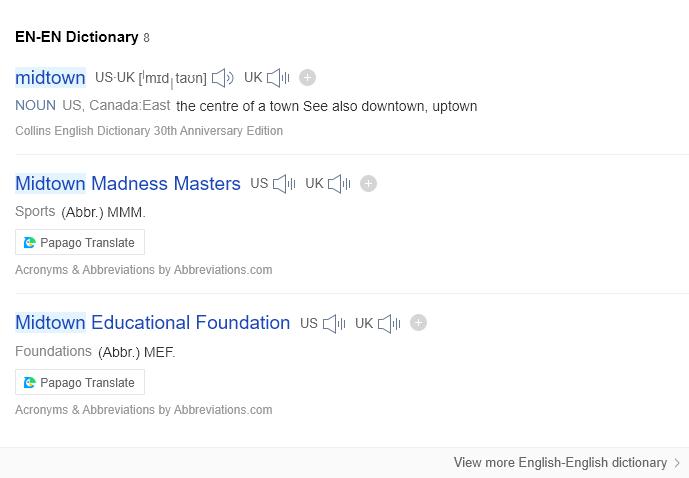 EN-EN Dictionary 8
midtown US·UK [ˈmɪdˌtaʊn] UK
NOUN US, Canada:East the centre of a town See also downtown, uptown
Collins English Dictionary 30th Anniversary Edition
Midtown Madness Masters US UK
Sports (Abbr.) MMM.
Papago Translate
Acronyms & Abbreviations by Abbreviations.com
Midtown Educational Foundation US UK
Foundations (Abbr.) MEF.
Papago Translate
Acronyms & Abbreviations by Abbreviations.com
View more English-English dictionary